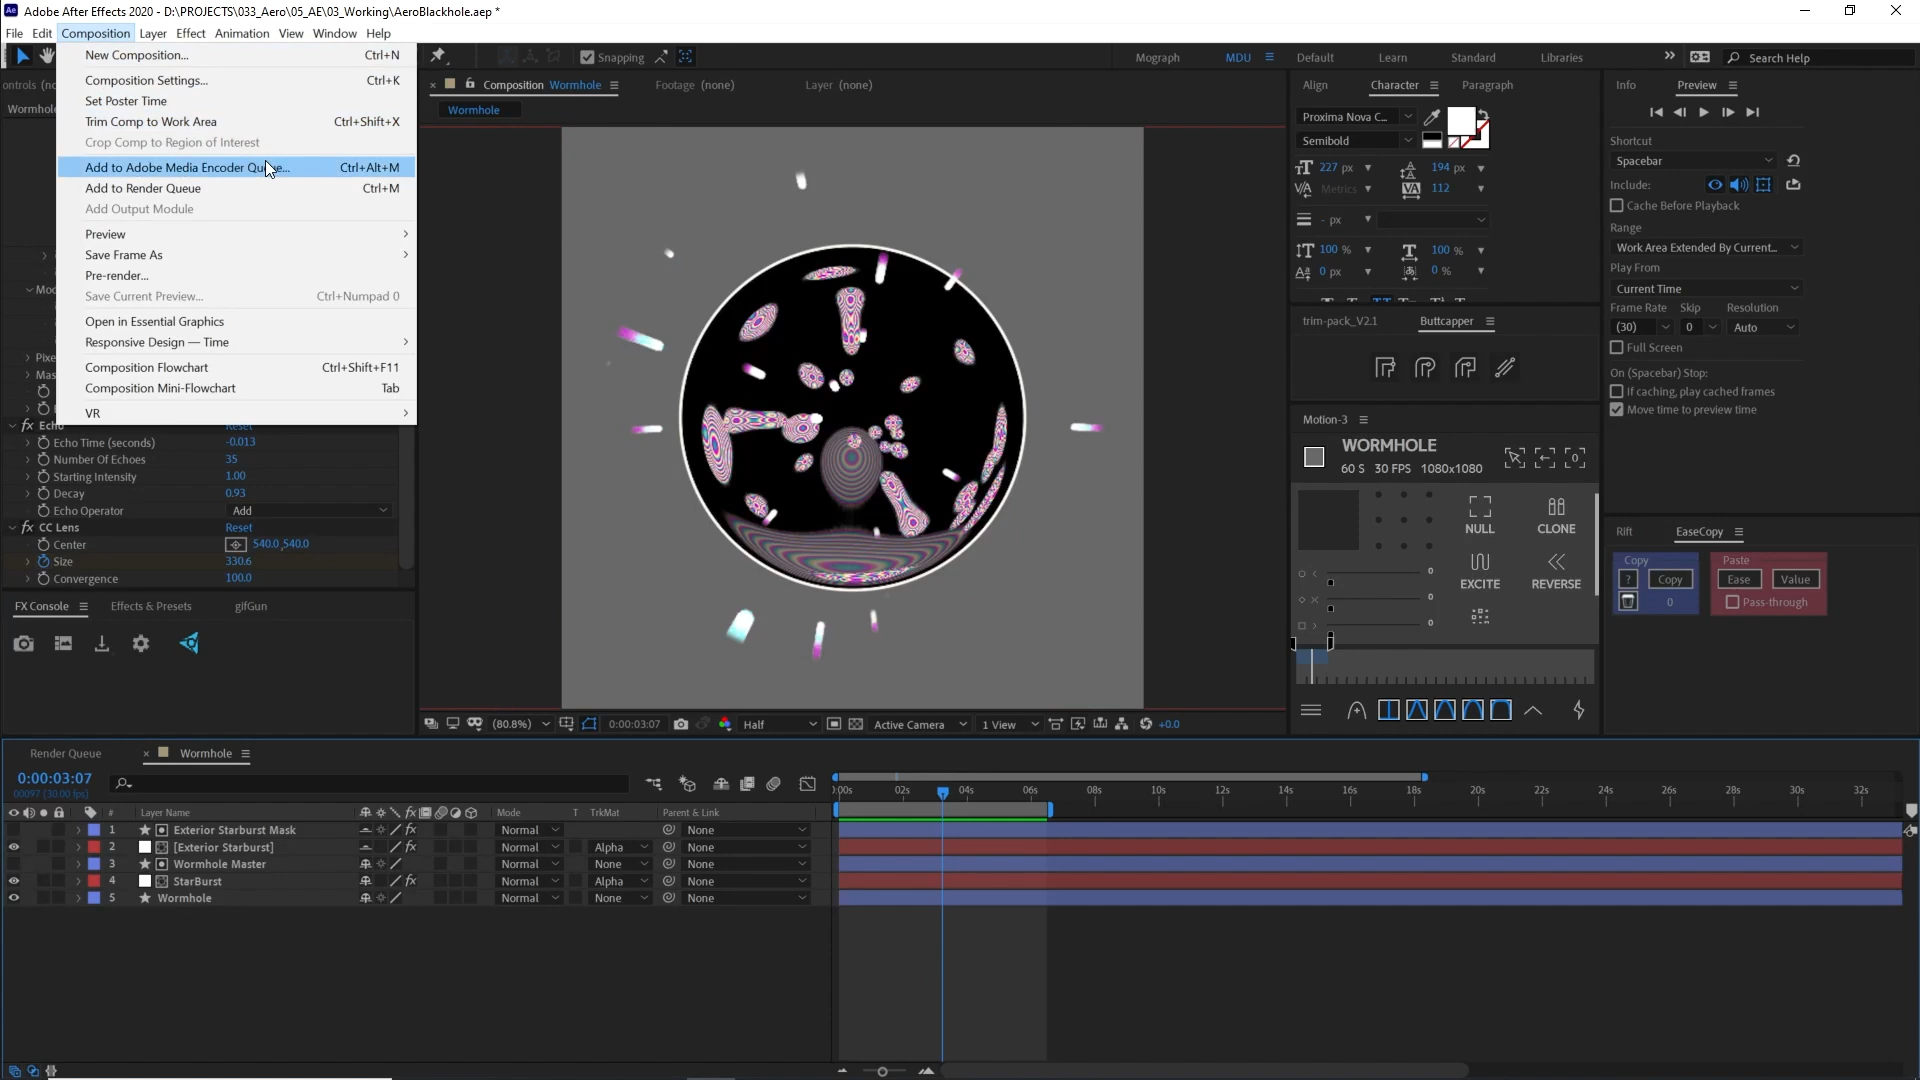 Adobe After Effects 2020 - D:\PROJECTS\033_Aero\05_AE\03_Working\AeroBlackhole.aep *
File Edit Composition Layer Effect Animation View Window Help
New Composition... Ctrl+N
Composition Settings... Ctrl+K
Set Poster Time
Trim Comp to Work Area Ctrl+Shift+X
Crop Comp to Region of Interest
Add to Adobe Media Encoder Ctrl+Alt+M
Add to Render Queue Ctrl+M
Add Output Module
Preview
Save Frame As
Pre-render...
Save Current Preview... Ctrl+Numpad 0
Open in Essential Graphics
Responsive Design — Time
Composition Flowchart Ctrl+Shift+F11
Composition Mini-Flowchart Tab
VR
Echo Reset
Echo Time (seconds) -0.013
Number Of Echoes 35
Starting Intensity 1.00
Decay 0.93
Echo Operator Add
CC Lens Reset
Center 540.0,540.0
Size 330.6
Convergence 100.0
FX Console Effects & Presets gifGun
Snapping
Mograph MDU Default Learn Standard Libraries Search Help
Composition Wormhole Footage (none) Layer (none)
Wormhole
(80.8%) 0:00:03:07 Half Active Camera 1 View +0.0
Align Character Paragraph
Proxima Nova C...
Semibold
227 px 194 px
Metrics 112
- px
100 % 100 %
0 px 0 %
trim-pack_V2.1 Buttcapper
Motion-3
WORMHOLE
60 S 30 FPS 1080x1080
NULL CLONE
EXCITE REVERSE
0
0
0
Info Preview
Shortcut
Spacebar
Include:
Cache Before Playback
Range
Work Area Extended By Current...
Play From
Current Time
Frame Rate Skip Resolution
(30) 0 Auto
Full Screen
On (Spacebar) Stop:
If caching, play cached frames
Move time to preview time
Rift EaseCopy
Copy Paste
? Copy Ease Value
0 Pass-through
Render Queue Wormhole
0:00:03:07
00097 (30.00 fps)
02s 04s 06s 08s 10s 12s 14s 16s 18s 20s 22s 24s 26s 28s 30s 32s
# Layer Name Mode T TrkMat Parent & Link
1 Exterior Starburst Mask Normal None
2 [Exterior Starburst] Normal Alpha None
3 Wormhole Master Normal None None
4 StarBurst Normal Alpha None
5 Wormhole Normal None None